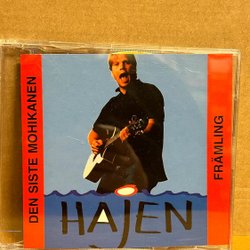 DEN SISTE MOHIKANEN
FRÄMLING
HAJEN